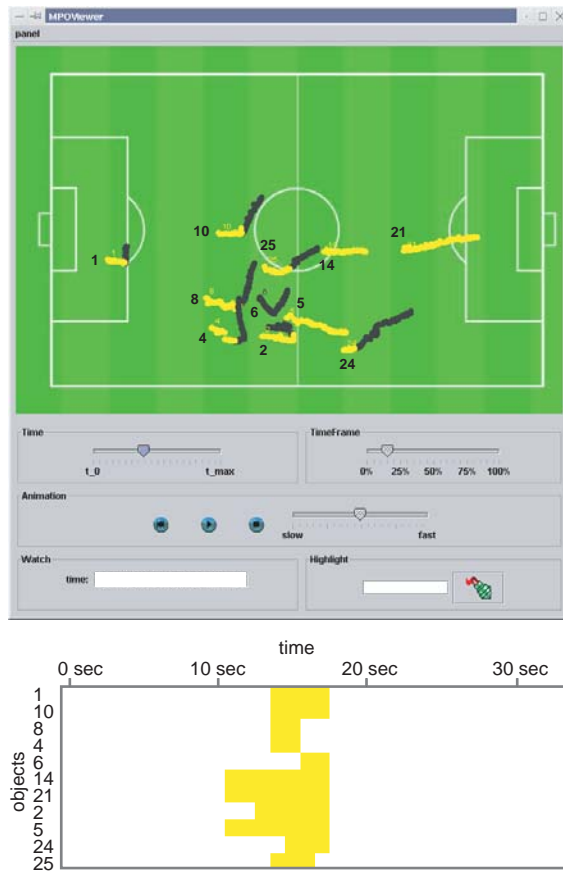 MPOViewer
panel
10
21
25
1
14
8
6
5
4
2
24
Time
TimeFrame
t_0 t_max
0% 25% 50% 75% 100%
Animation
slow fast
Watch
Highlight
time:
time
0 sec 10 sec 20 sec 30 sec
objects
1
10
8
4
6
14
21
2
5
24
25